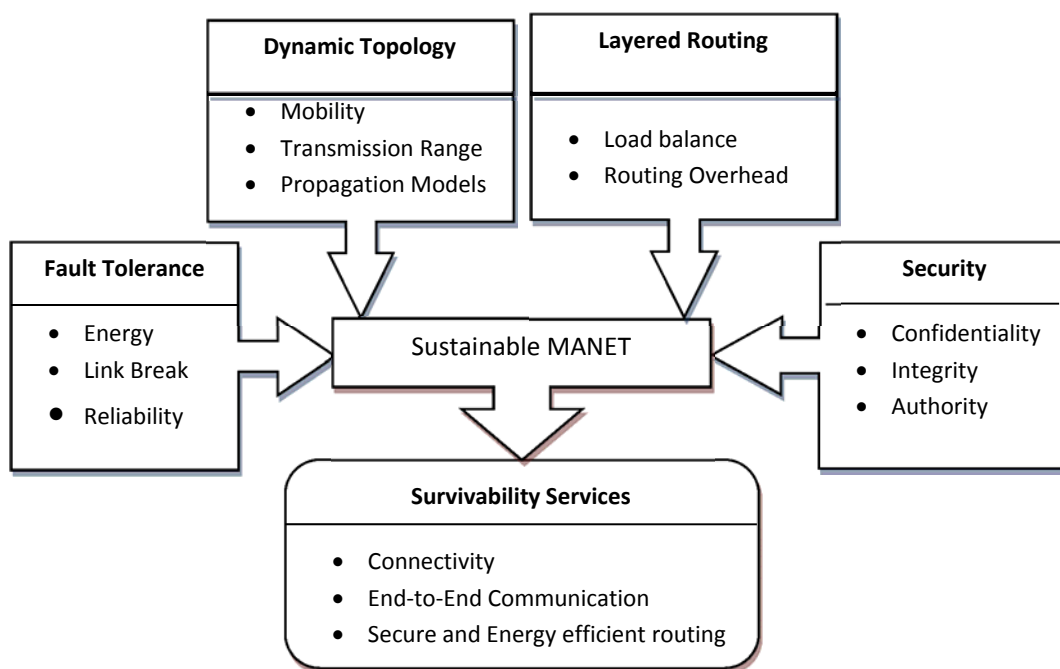 Dynamic Topology
• Mobility
• Transmission Range
• Propagation Models
Layered Routing
• Load balance
• Routing Overhead
Fault Tolerance
• Energy
• Link Break
• Reliability
Sustainable MANET
Security
• Confidentiality
• Integrity
• Authority
Survivability Services
• Connectivity
• End-to-End Communication
• Secure and Energy efficient routing